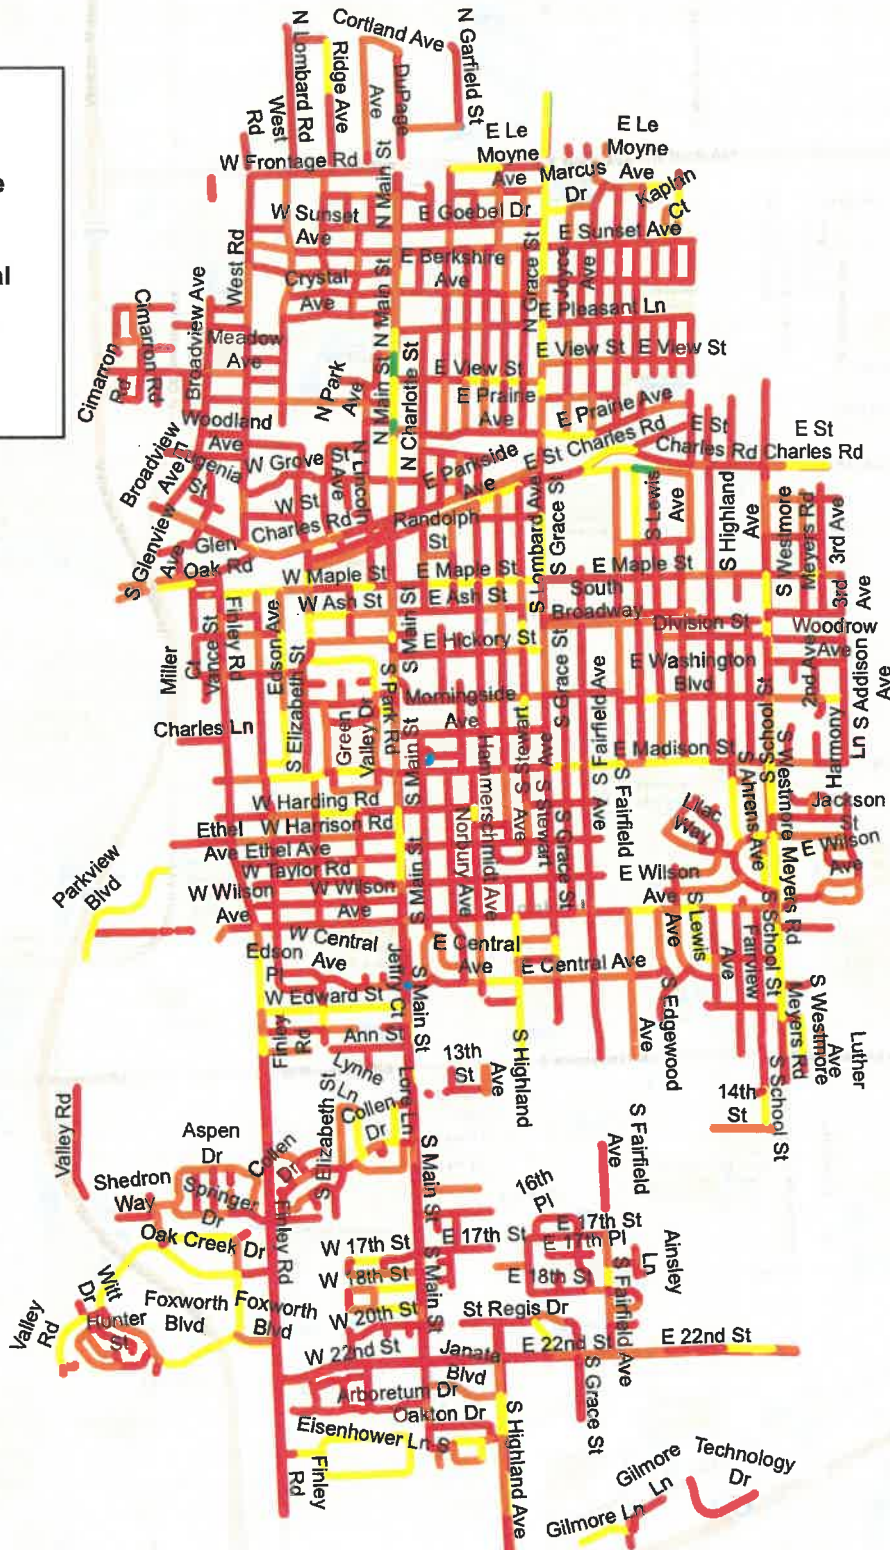 N Lombard Rd
West
Rd
Ridge Ave
Cortland Ave
DuPage
Ave
N Garfield St
E Le
Moyne
Ave
E Le
Moyne
Ave
Marcus
Dr
Kaplan
Ct
W Frontage Rd
N Main St
W Sunset
Ave
E Goebel Dr
E Sunset Ave
West Rd
E Berkshire
Ave
N Grace St
Joyce
Ave
Crystal
Ave
N Main St
E Pleasant Ln
Cimarron
Rd
Cimarron Rd
Broadview Ave
Meadow
Ave
N Park
Ave
N Main St
N Charlotte St
E View St
E View St
E View St
E Prairie
Ave
E Prairie Ave
Woodland
Ave
Broadview
Ave
Eugenia
St
W Grove St
N Lincoln
Ave
E Parkside
Ave
E St Charles Rd
E St
Charles Rd
E St
Charles Rd
W St
Charles Rd
Randolph
St
S Lewis
Ave
S Highland
Ave
S Westmore
Meyers Rd
3rd Ave
3rd
Ave
S Glenview
Ave
Glen
Oak Rd
W Maple St
E Maple St
E Maple St
S Lombard Ave
S Grace St
W Ash St
E Ash St
South
Broadway
Division St
Woodrow
Ave
Finley Rd
Vance St
Miller
Ct
Edson Ave
S Elizabeth St
S Main St
E Hickory St
E Washington
Blvd
2nd Ave
S Addison
Ave
S Park Rd
Morningside
Ave
S Grace St
S Fairfield Ave
Charles Ln
Green
Valley Dr
S Main St
Hammerschmidt Ave
S Stewart
Ave
S Stewart
Ave
E Madison St
S School St
Harmony
Ln
W Harding Rd
S Fairfield
Ave
Lilac
Way
S Ahrens Ave
S Westmore Meyers Rd
Jackson
St
Ethel
Ave
W Harrison Rd
Ethel Ave
Norbury Ave
S Grace St
E Wilson
Ave
E Wilson
Ave
W Taylor Rd
W Wilson
Ave
W Wilson
Ave
S Main St
Parkview
Blvd
S Lewis
Ave
Fairview
Ave
S School St
W Central
Ave
E Central
Ave
E Central Ave
Edson
Pl
W Edward St
Jeffry Ct
S Main St
S Edgewood
Ave
S Westmore
Meyers Rd
Luther
Ave
Finley
Rd
Ann St
Lynne
Ln
13th
St
S Highland
Ave
S School St
Lore Ln
Collen
Dr
14th
St
Valley Rd
Aspen
Dr
Collen
Dr
S Elizabeth St
S Main St
S Fairfield
Ave
Shedron
Way
Springer
Dr
16th
Pl
E 17th St
Oak Creek Dr
Finley Rd
W 17th St
E 17th St
E 17th Pl
Ainsley
Ln
W 18th St
S Main St
E 18th St
S Fairfield Ave
Witt
Dr
Valley
Rd
Hunter
St
Foxworth
Blvd
Foxworth
Blvd
W 20th St
St Regis Dr
W 22nd St
E 22nd St
E 22nd St
Janata
Blvd
S Grace St
Arboretum Dr
Oakton Dr
Eisenhower Ln S
S Highland Ave
Finley
Rd
Gilmore
Ln
Gilmore Ln
Technology
Dr